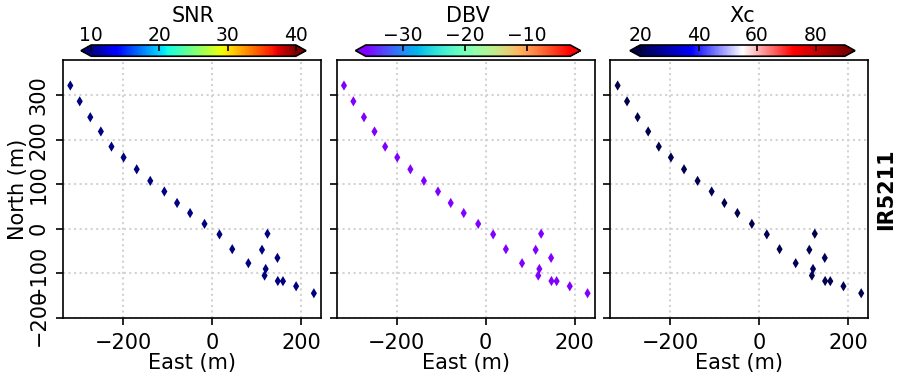 SNR DBV Xc
10 20 30 40 −30 −20 −10 20 40 60 80
300
200
100
0
−100
−200
North (m)
−200 0 200 −200 0 200 −200 0 200
East (m) East (m) East (m)
IR5211